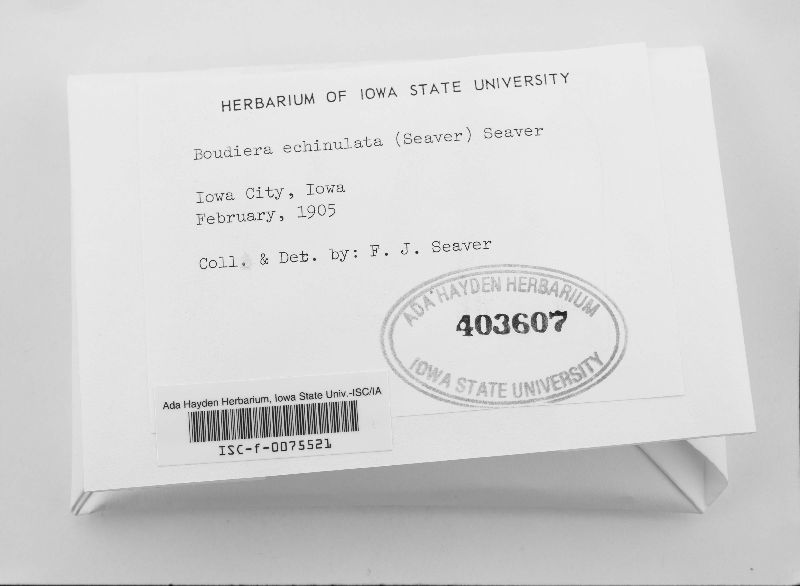 HERBARIUM OF IOWA STATE UNIVERSITY
Boudiera echinulata (Seaver) Seaver
Iowa City, Iowa
February, 1905
Coll. & Det. by: F. J. Seaver
ADA HAYDEN HERBARIUM
403607
IOWA STATE UNIVERSITY
Ada Hayden Herbarium, Iowa State Univ.-ISC/IA
ISC-f-0075521